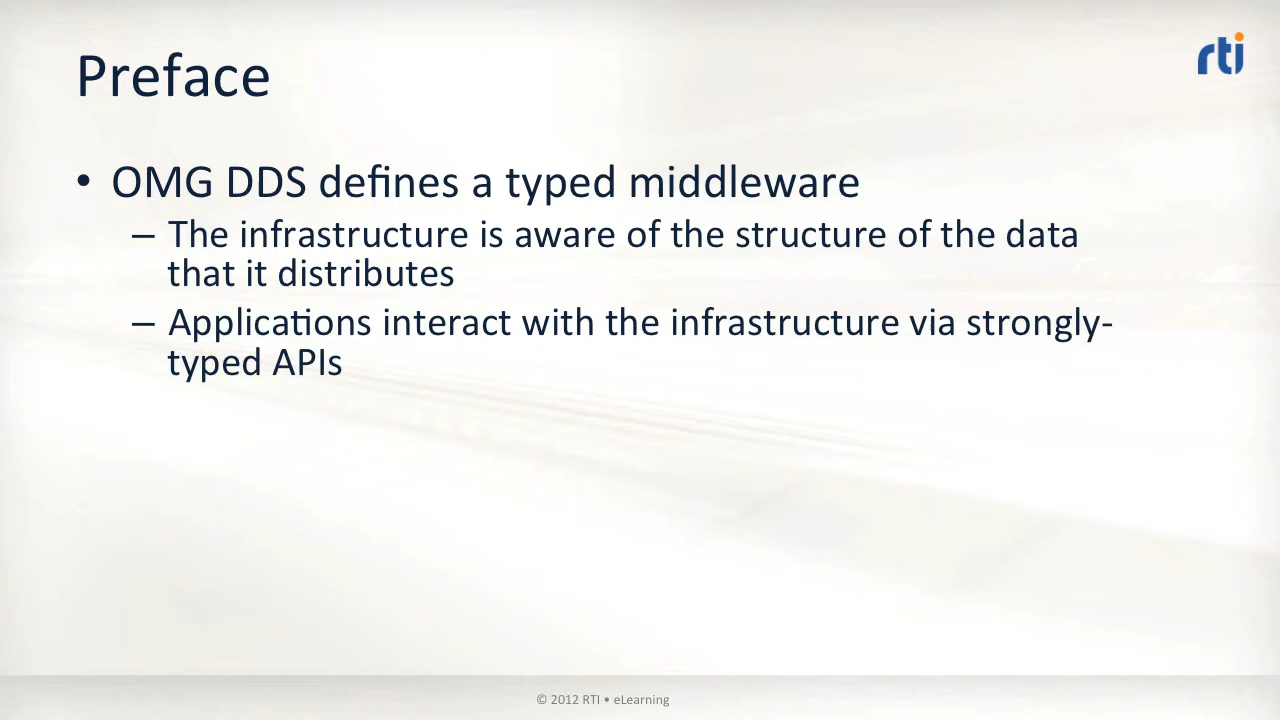 Preface
rti
• OMG DDS defines a typed middleware
– The infrastructure is aware of the structure of the data
that it distributes
– Applications interact with the infrastructure via strongly-
typed APIs
© 2012 RTI • eLearning